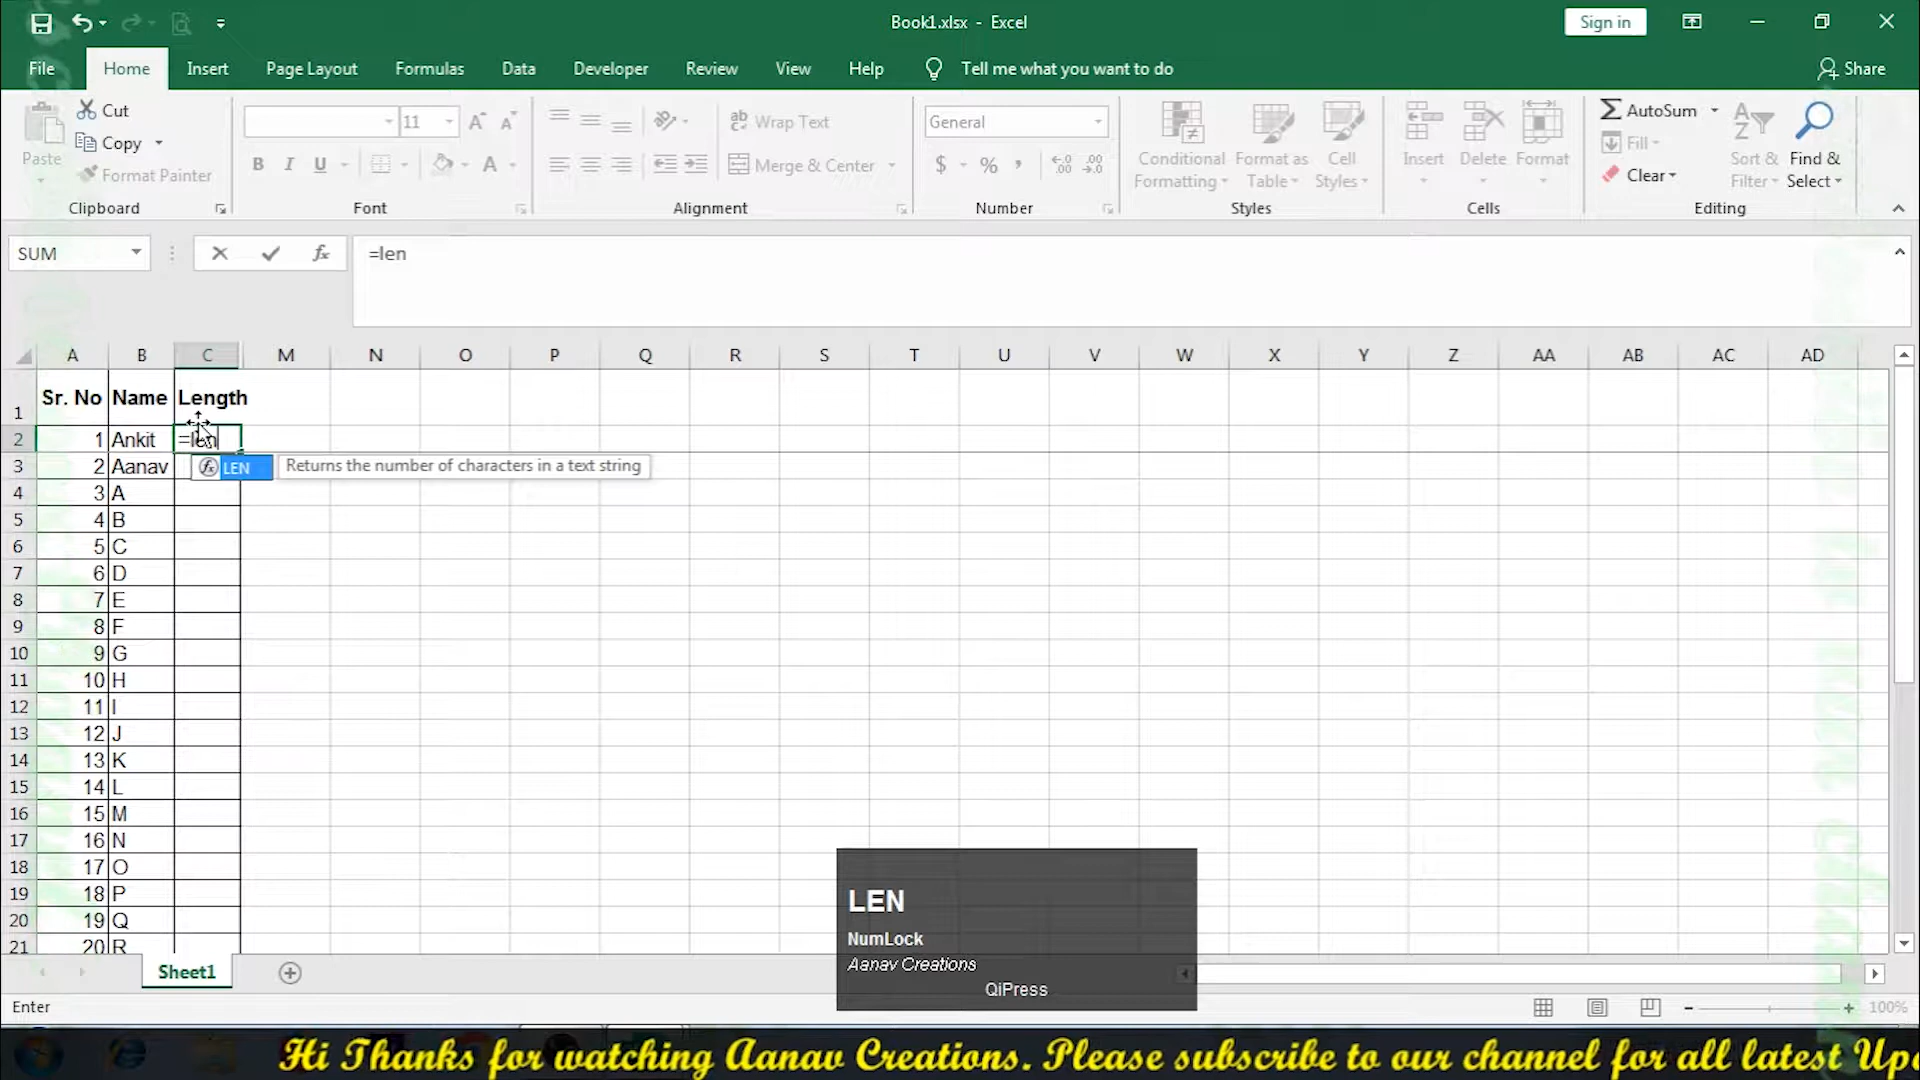 Book1.xlsx - Excel
Sign in
File Home Insert Page Layout Formulas Data Developer Review View Help Tell me what you want to do Share
Paste
Cut
Copy
Format Painter
Clipboard
11
B I U
Font
Wrap Text
Merge & Center
Alignment
General
$ %
Number
Conditional Formatting
Format as Table
Cell Styles
Styles
Insert
Delete
Format
Cells
AutoSum
Fill
Clear
Sort & Filter
Find & Select
Editing
SUM
fx
=len
A B C M N O P Q R S T U V W X Y Z AA AB AC AD
1 Sr. No Name Length
2 1 Ankit =len
3 2 Aanav
LEN Returns the number of characters in a text string
4 3 A
5 4 B
6 5 C
7 6 D
8 7 E
9 8 F
10 9 G
11 10 H
12 11 I
13 12 J
14 13 K
15 14 L
16 15 M
17 16 N
18 17 O
19 18 P
20 19 Q
21 20 R
LEN
NumLock
Aanav Creations
QiPress
Sheet1
Enter
100%
Hi Thanks for watching Aanav Creations. Please subscribe to our channel for all latest Up